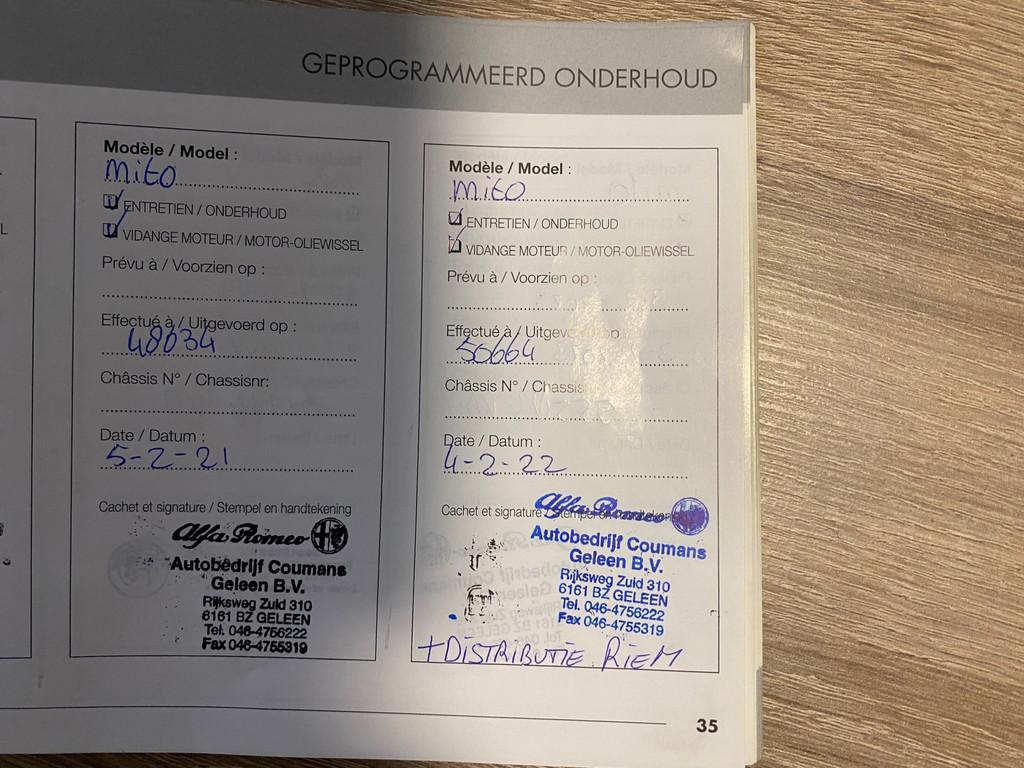 GEPROGRAMMEERD ONDERHOUD
Modèle / Model :
Mito
ENTRETIEN / ONDERHOUD
VIDANGE MOTEUR / MOTOR-OLIEWISSEL
Prévu à / Voorzien op :
Effectué à / Uitgevoerd op :
48034
Châssis N° / Chassisnr:
Date / Datum :
5-2-21
Cachet et signature / Stempel en handtekening
Alfa Romeo
Autobedrijf Coumans
Geleen B.V.
Rijksweg Zuid 310
6161 BZ GELEEN
Tel. 046-4756222
Fax 046-4755319
Modèle / Model :
Mito
ENTRETIEN / ONDERHOUD
VIDANGE MOTEUR / MOTOR-OLIEWISSEL
Prévu à / Voorzien op :
Effectué à / Uitgevoerd op
50664
Châssis N° / Chassis
Date / Datum :
4-2-22
Cachet et signature / Stempel en handtekening
Alfa Romeo
Autobedrijf Coumans
Geleen B.V.
Rijksweg Zuid 310
6161 BZ GELEEN
Tel. 046-4756222
Fax 046-4755319
+ DISTRIBUTIE RIEM
35